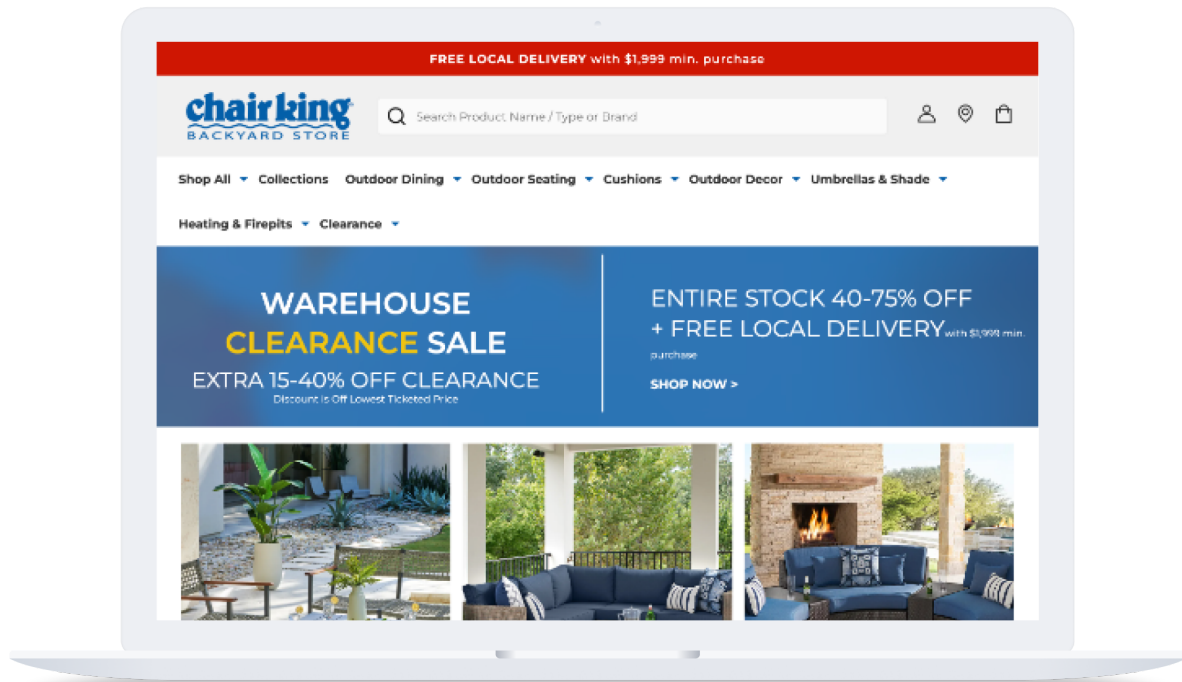 FREE LOCAL DELIVERY with $1,999 min. purchase
chair king
BACKYARD STORE
Search Product Name / Type or Brand
Shop All Collections Outdoor Dining Outdoor Seating Cushions Outdoor Decor Umbrellas & Shade
Heating & Firepits Clearance
WAREHOUSE
CLEARANCE SALE
EXTRA 15-40% OFF CLEARANCE
Discount is Off Lowest Ticketed Price
ENTIRE STOCK 40-75% OFF
+ FREE LOCAL DELIVERY with $1,999 min.
purchase
SHOP NOW >